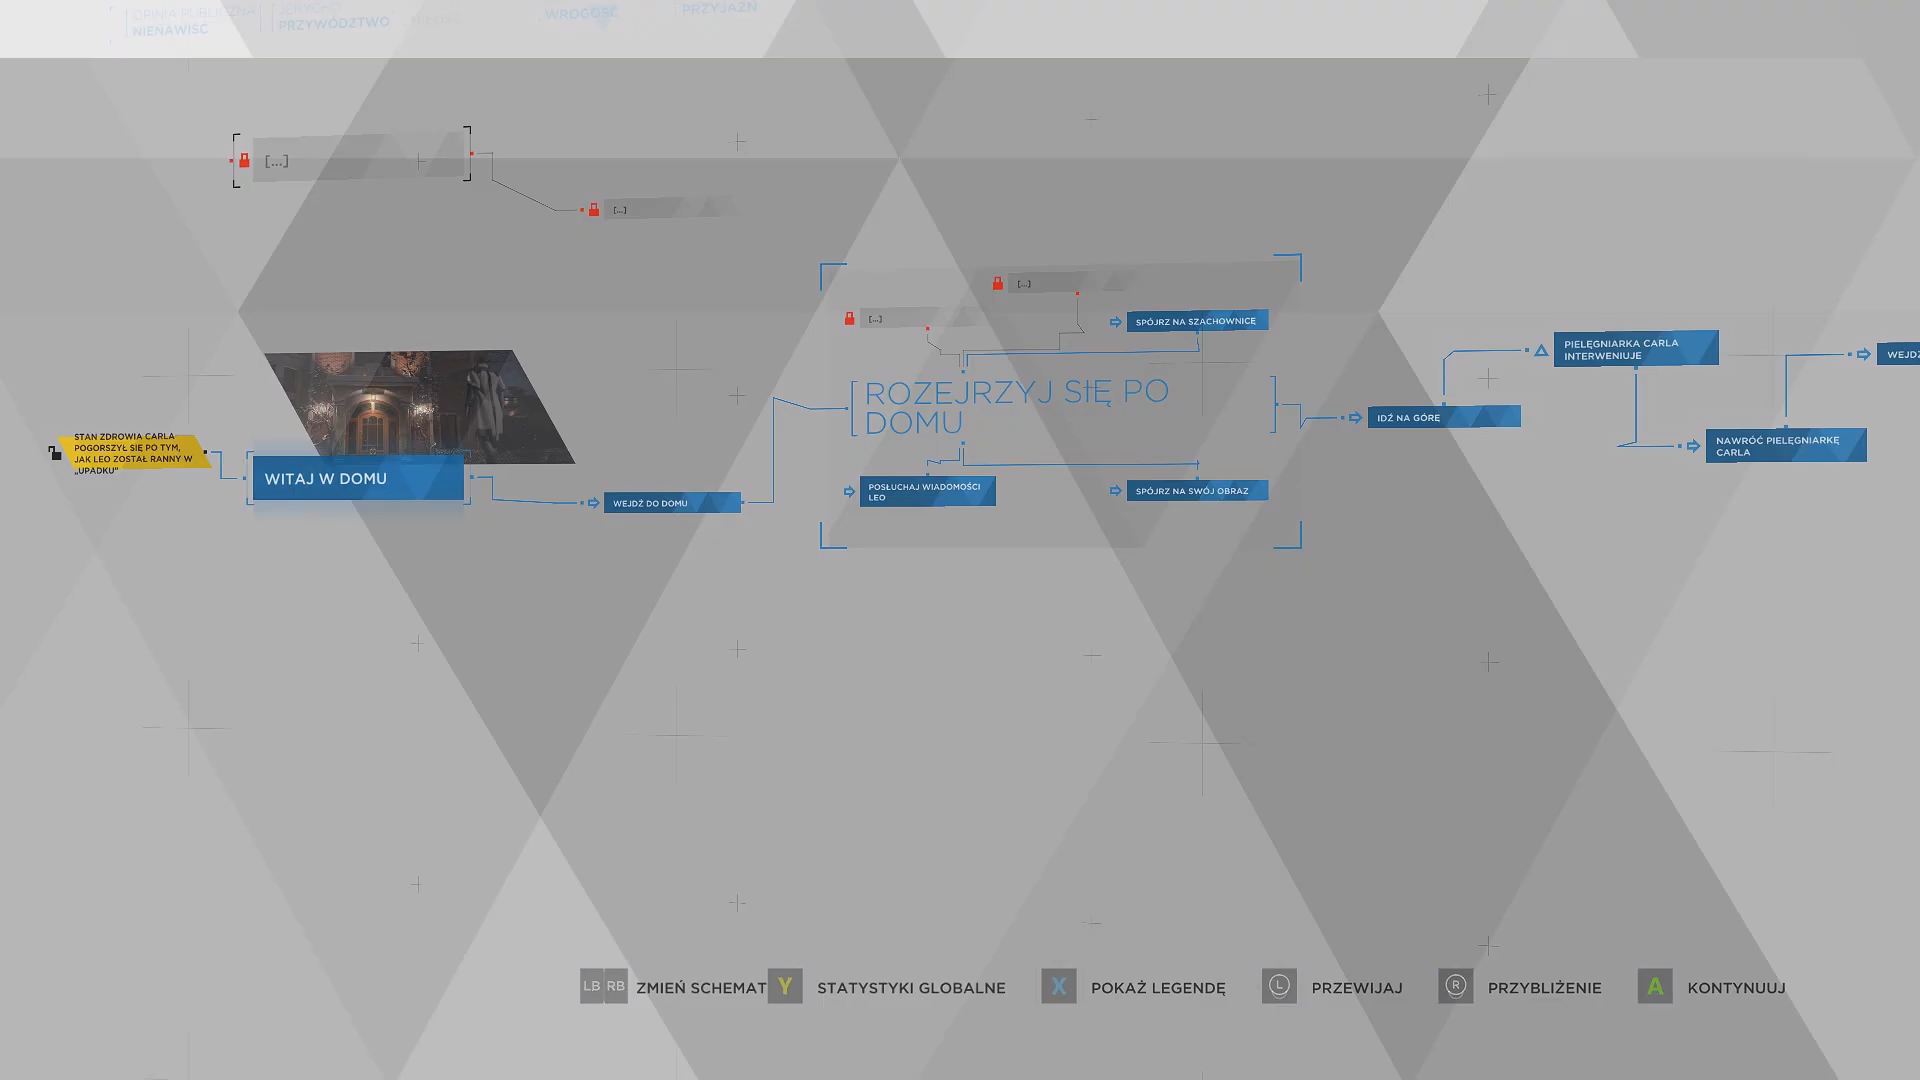 OPINIA PUBLICZNA
NIENAWIŚĆ
JERYCHO
PRZYWÓDZTWO
WROGOŚĆ
PRZYJAŹŃ
[...]
[...]
[...]
[...]
SPÓJRZ NA SZACHOWNICĘ
ROZEJRZYJ SIĘ PO
DOMU
PIELĘGNIARKA CARLA
INTERWENIUJE
WEJDŹ
IDŹ NA GÓRĘ
NAWRÓĆ PIELĘGNIARKĘ
CARLA
STAN ZDROWIA CARLA
POGORSZYŁ SIĘ PO TYM,
JAK LEO ZOSTAŁ RANNY W
„UPADKU”
WITAJ W DOMU
WEJDŹ DO DOMU
POSŁUCHAJ WIADOMOŚCI
LEO
SPÓJRZ NA SWÓJ OBRAZ
LB RB ZMIEŃ SCHEMAT Y STATYSTYKI GLOBALNE X POKAŻ LEGENDĘ L PRZEWIJAJ R PRZYBLIŻENIE A KONTYNUUJ